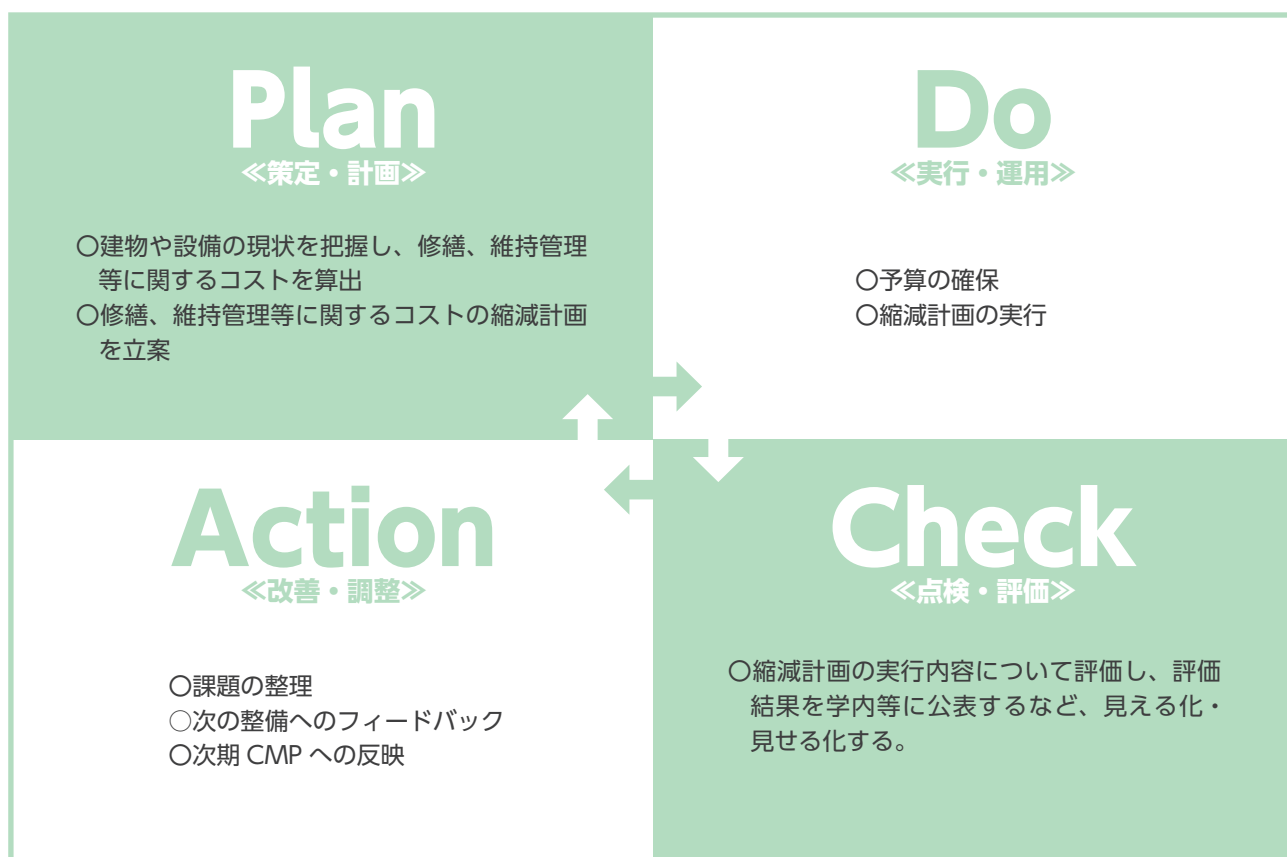 Plan
≪策定・計画≫
〇建物や設備の現状を把握し、修繕、維持管理
等に関するコストを算出
〇修繕、維持管理等に関するコストの縮減計画
を立案
Do
≪実行・運用≫
〇予算の確保
〇縮減計画の実行
Action
≪改善・調整≫
〇課題の整理
○次の整備へのフィードバック
〇次期 CMP への反映
Check
≪点検・評価≫
〇縮減計画の実行内容について評価し、評価
結果を学内等に公表するなど、見える化・
見せる化する。